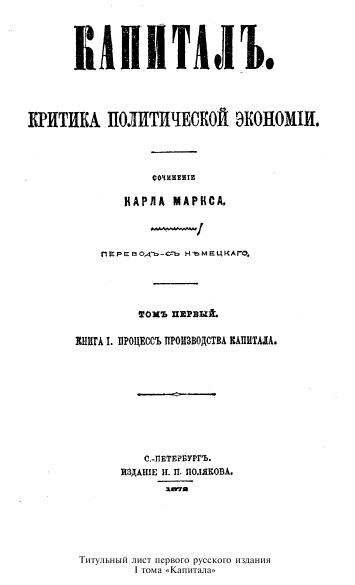 КАПИТАЛЪ.
КРИТИКА ПОЛИТИЧЕСКОЙ ЭКОНОМІИ.
СОЧИНЕНІЕ
КАРЛА МАРКСА.
ПЕРЕВОДЪ СЪ НѢМЕЦКАГО.
ТОМЪ ПЕРВЫЙ.
КНИГА I. ПРОЦЕССЪ ПРОИЗВОДСТВА КАПИТАЛА.
С.-ПЕТЕРБУРГЪ.
ИЗДАНІЕ Н. П. ПОЛЯКОВА.
1872
Титульный лист первого русского издания
I тома «Капитала»